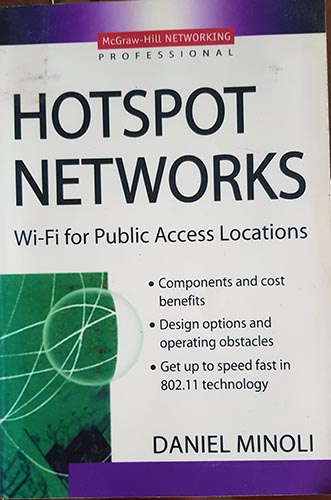 McGraw-Hill NETWORKING
PROFESSIONAL
HOTSPOT
NETWORKS
Wi-Fi for Public Access Locations
• Components and cost
benefits
• Design options and
operating obstacles
• Get up to speed fast in
802.11 technology
DANIEL MINOLI